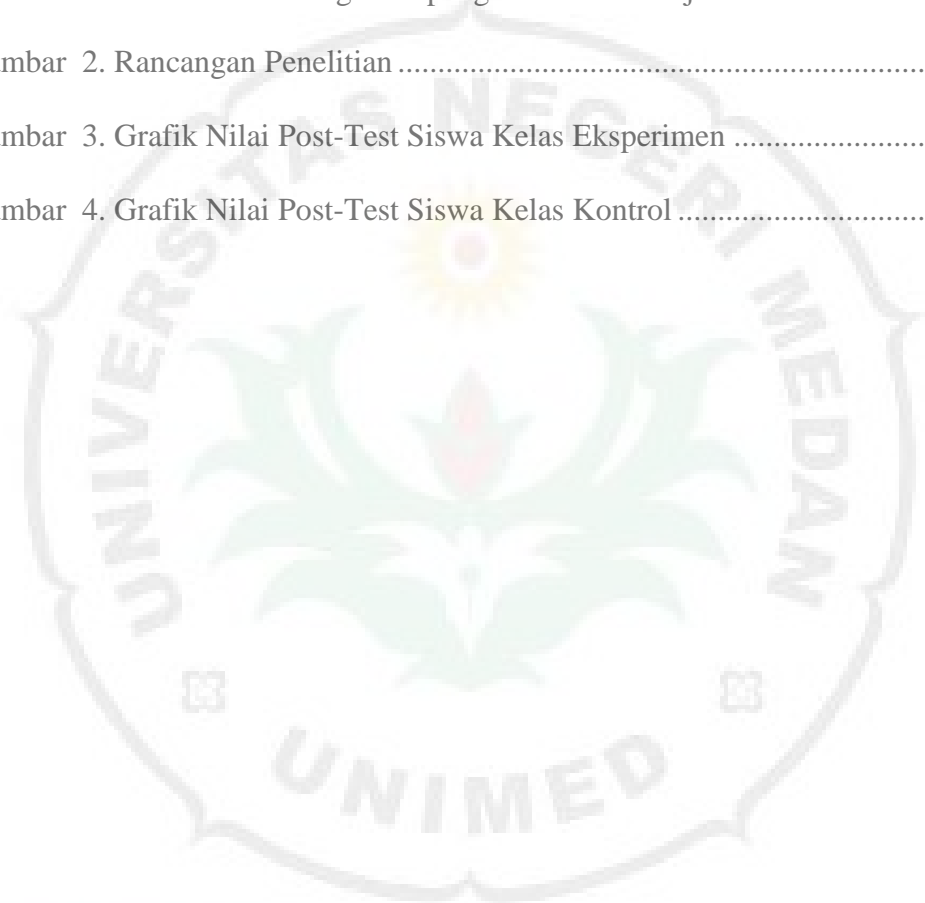 mbar 2. Rancangan Penelitian ............................................................
mbar 3. Grafik Nilai Post-Test Siswa Kelas Eksperimen ......................
mbar 4. Grafik Nilai Post-Test Siswa Kelas Kontrol ............................
UNIVERSITAS NEGERI MEDAN
UNIMED